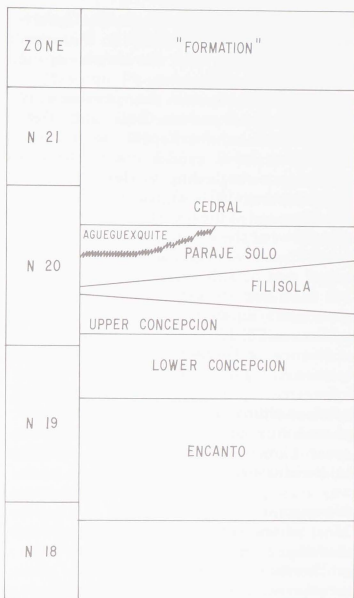 ZONE
"FORMATION"
N 21
CEDRAL
AGUEGUEXQUITE
PARAJE SOLO
N 20
FILISOLA
UPPER CONCEPCION
LOWER CONCEPCION
N 19
ENCANTO
N 18